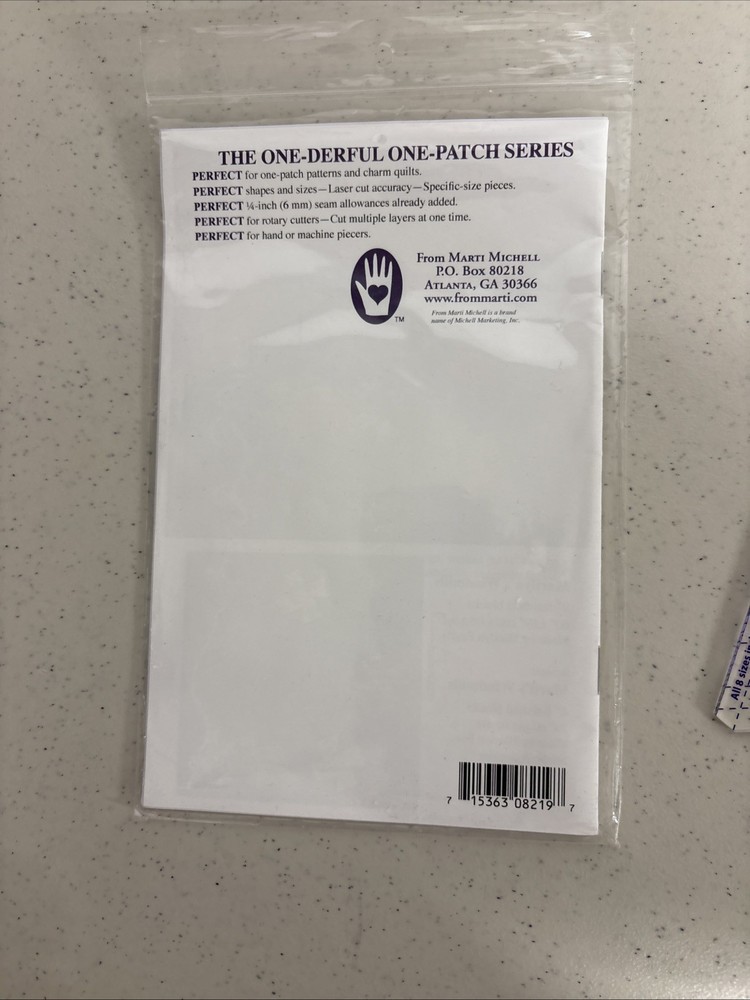 THE ONE-DERFUL ONE-PATCH SERIES
PERFECT for one-patch patterns and charm quilts.
PERFECT shapes and sizes—Laser cut accuracy—Specific-size pieces.
PERFECT ¼-inch (6 mm) seam allowances already added.
PERFECT for rotary cutters—Cut multiple layers at one time.
PERFECT for hand or machine piecers.
From Marti Michell
P.O. Box 80218
Atlanta, GA 30366
www.frommarti.com
From Marti Michell is a brand
name of Michell Marketing, Inc.
TM
All 8 sizes in
7 15363 08219 7